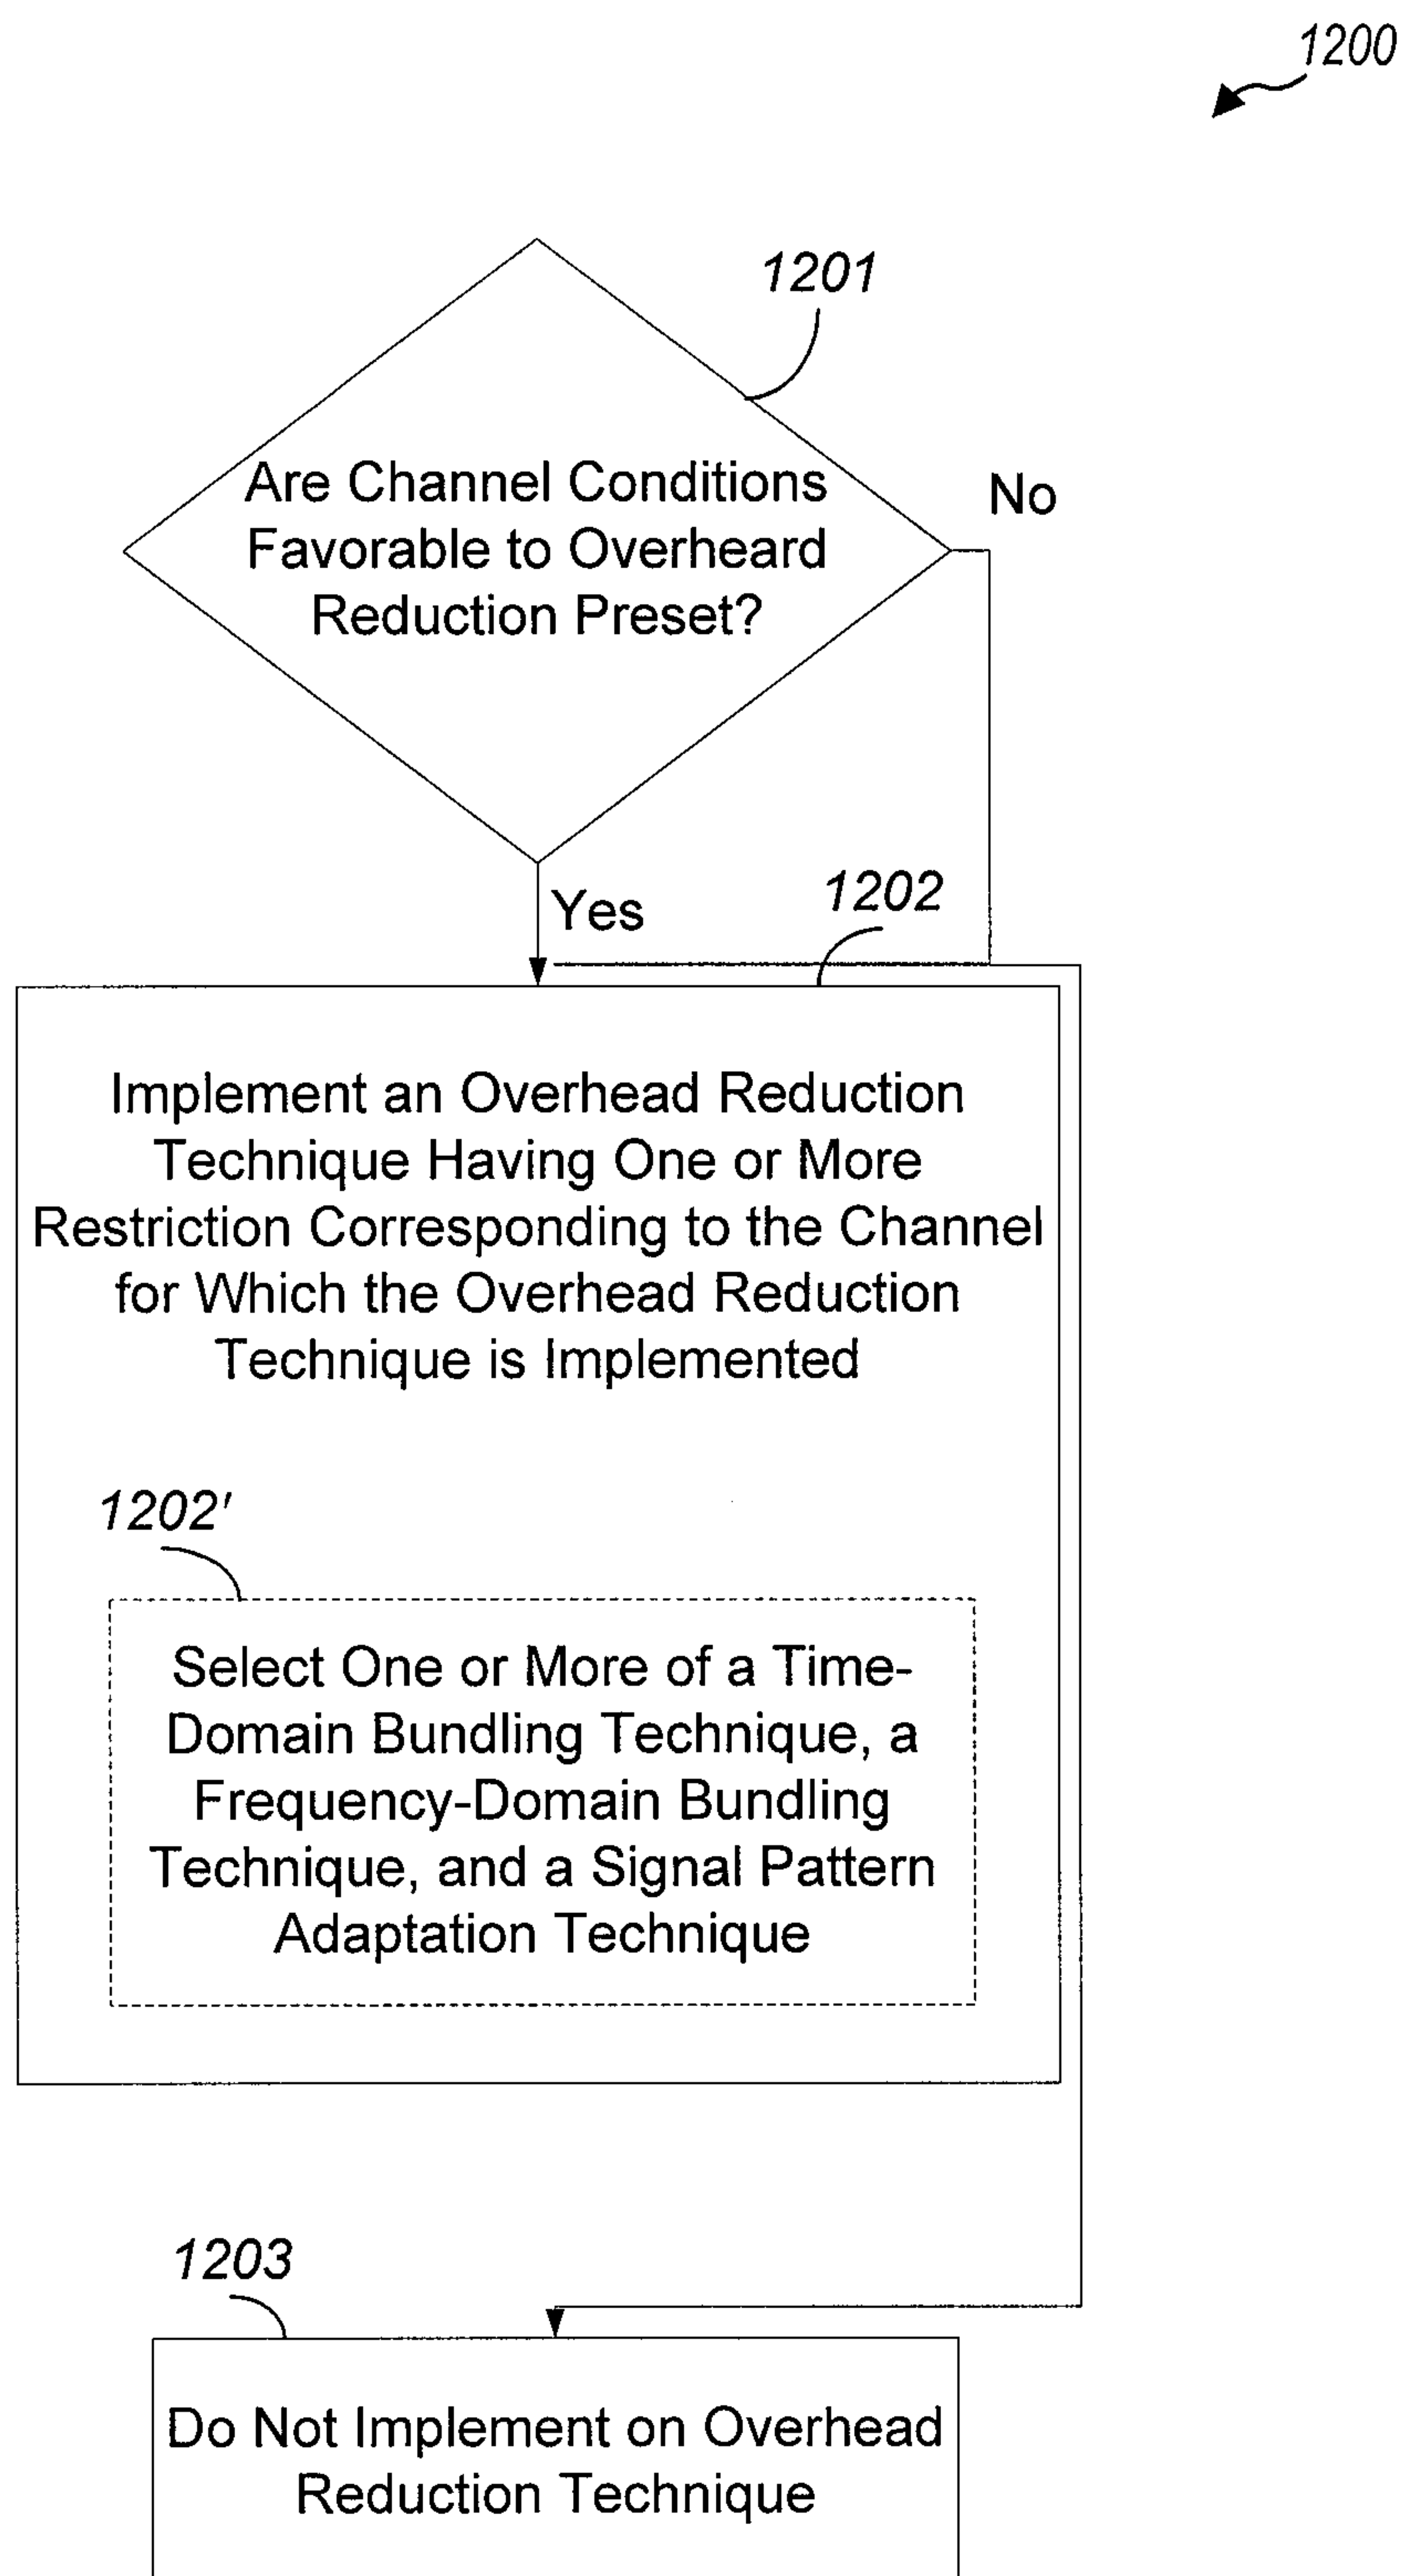 1200
1201
Are Channel Conditions
Favorable to Overheard
Reduction Preset?
No
Yes
1202
Implement an Overhead Reduction
Technique Having One or More
Restriction Corresponding to the Channel
for Which the Overhead Reduction
Technique is Implemented
1202'
Select One or More of a Time-
Domain Bundling Technique, a
Frequency-Domain Bundling
Technique, and a Signal Pattern
Adaptation Technique
1203
Do Not Implement on Overhead
Reduction Technique